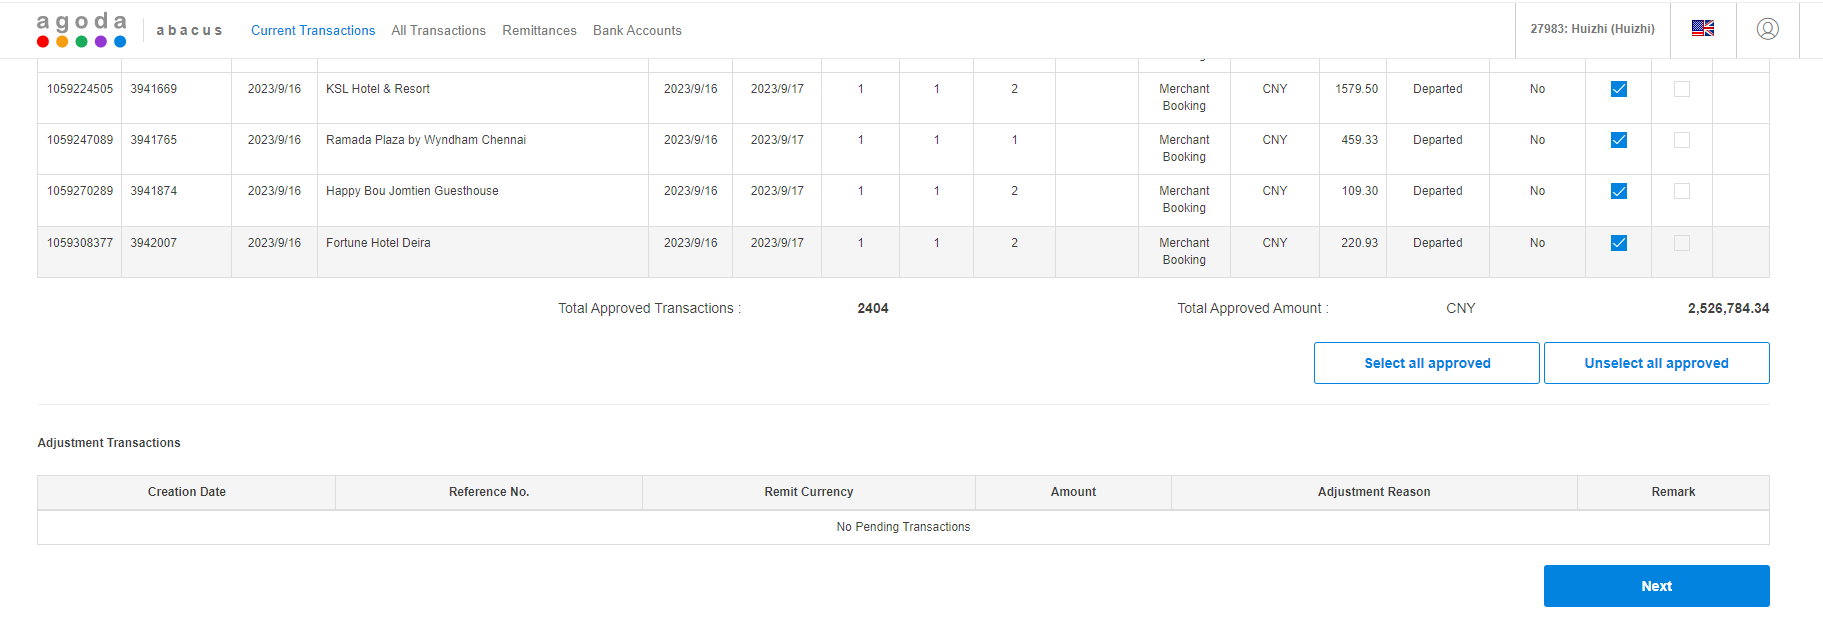 agoda abacus Current Transactions All Transactions Remittances Bank Accounts 27983: Huizhi (Huizhi)
1059224505 3941669 2023/9/16 KSL Hotel & Resort 2023/9/16 2023/9/17 1 1 2 Merchant Booking CNY 1579.50 Departed No
1059247089 3941765 2023/9/16 Ramada Plaza by Wyndham Chennai 2023/9/16 2023/9/17 1 1 1 Merchant Booking CNY 459.33 Departed No
1059270289 3941874 2023/9/16 Happy Bou Jomtien Guesthouse 2023/9/16 2023/9/17 1 1 2 Merchant Booking CNY 109.30 Departed No
1059308377 3942007 2023/9/16 Fortune Hotel Deira 2023/9/16 2023/9/17 1 1 2 Merchant Booking CNY 220.93 Departed No
Total Approved Transactions : 2404 Total Approved Amount : CNY 2,526,784.34
Select all approved Unselect all approved
Adjustment Transactions
Creation Date Reference No. Remit Currency Amount Adjustment Reason Remark
No Pending Transactions
Next